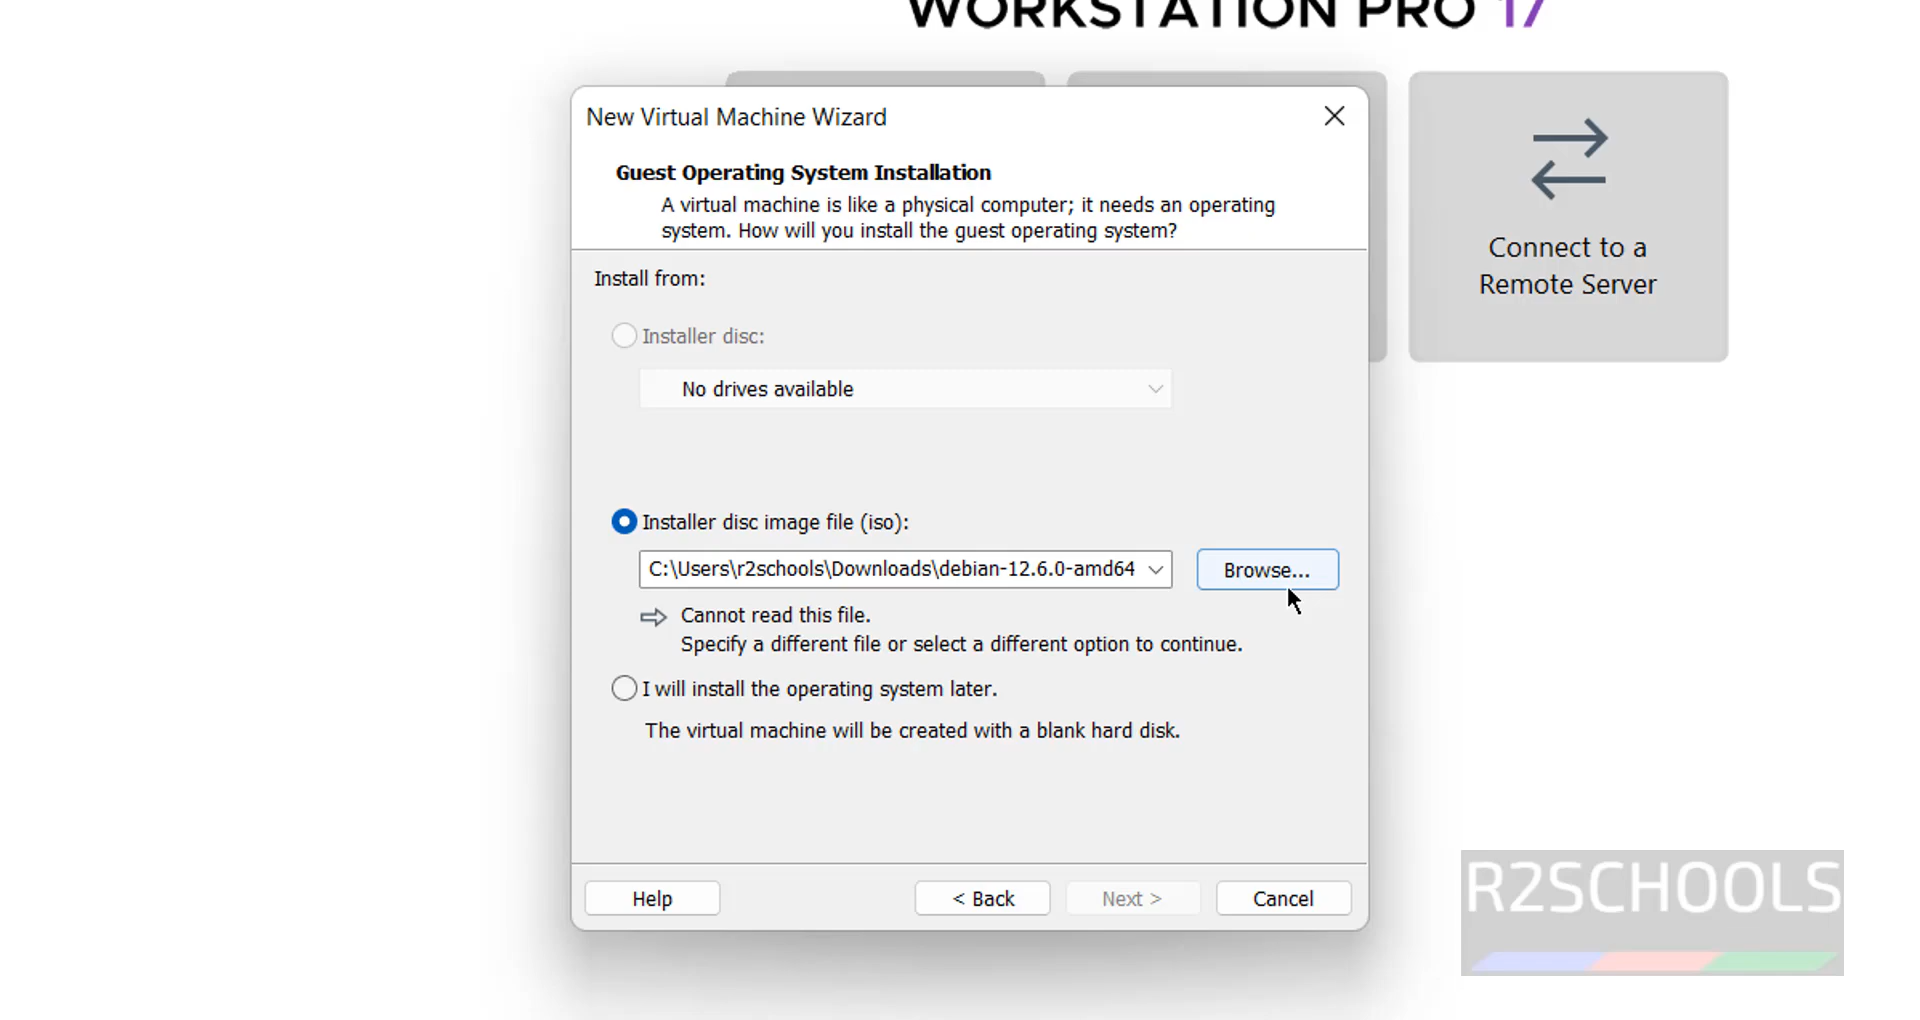 WORKSTATION PRO 17
New Virtual Machine Wizard
Guest Operating System Installation
A virtual machine is like a physical computer; it needs an operating
system. How will you install the guest operating system?
Install from:
Installer disc:
No drives available
Installer disc image file (iso):
C:\Users\r2schools\Downloads\debian-12.6.0-amd64
Browse...
Cannot read this file.
Specify a different file or select a different option to continue.
I will install the operating system later.
The virtual machine will be created with a blank hard disk.
Help
< Back
Next >
Cancel
Connect to a
Remote Server
R2SCHOOLS